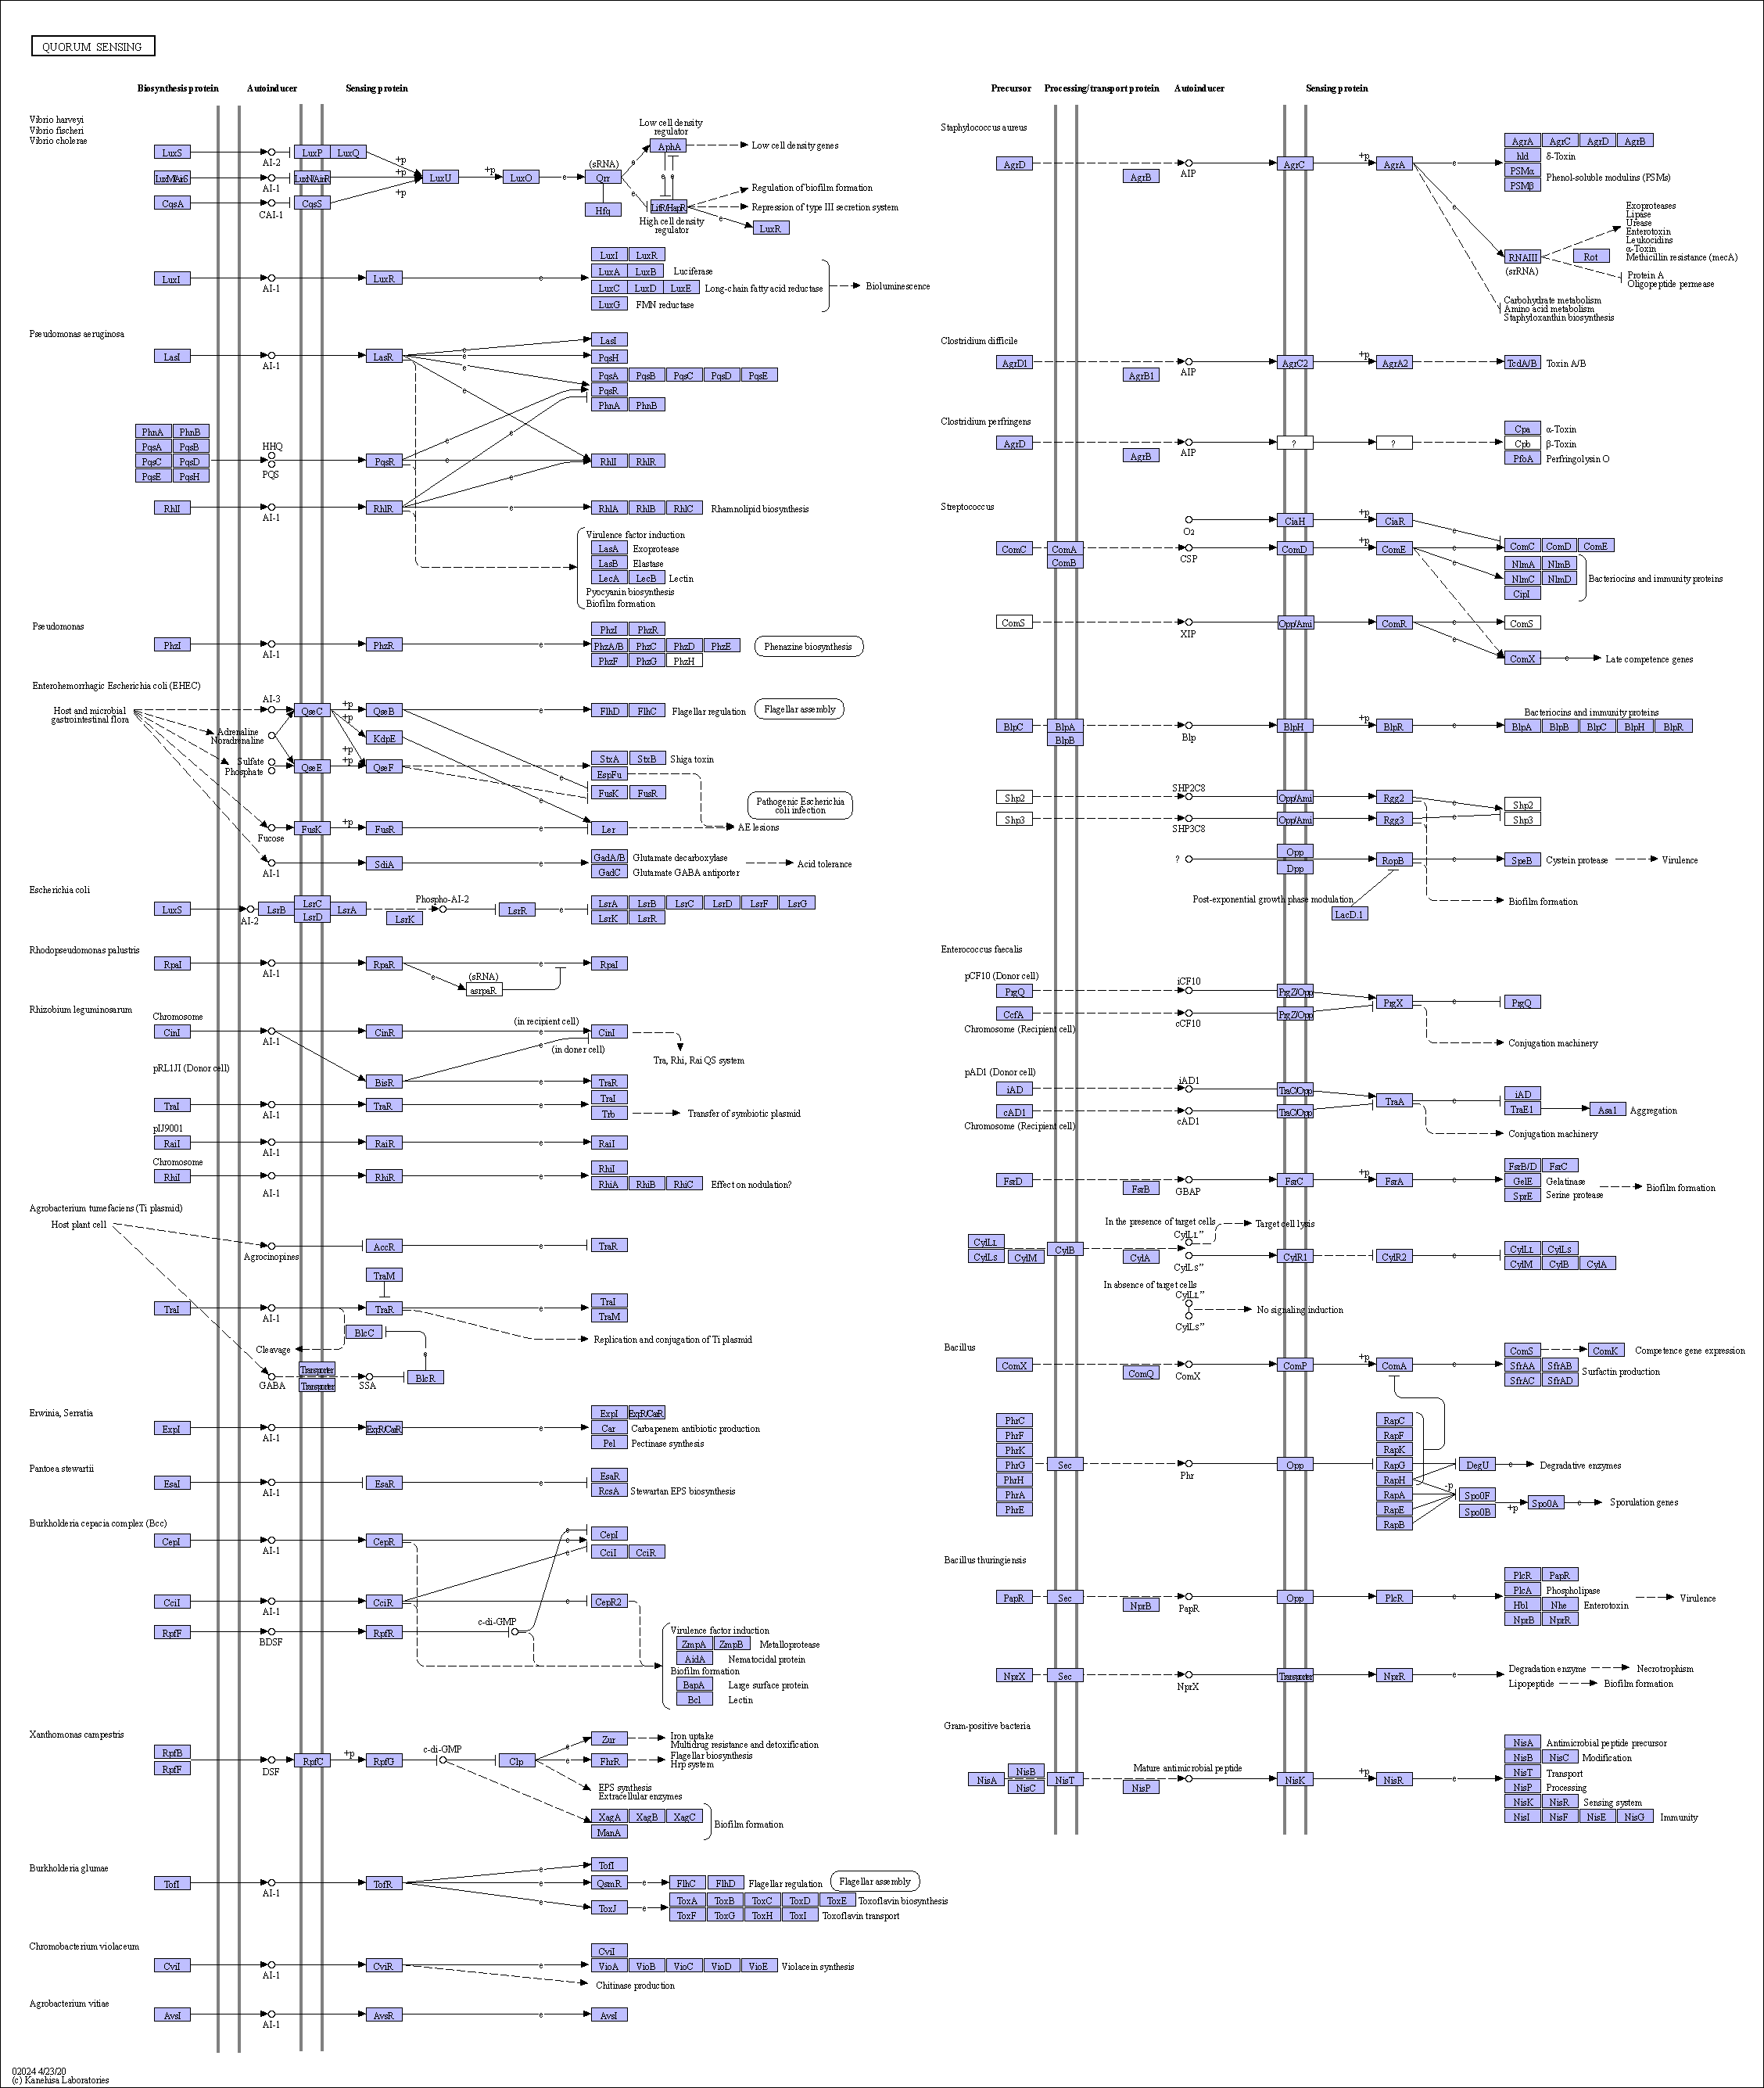 QUORUM SENSING
Biosynthesis protein Autoinducer Sensing protein
Vibrio harveyi
Vibrio fischeri
Vibrio cholerae
Low cell density
regulator
LuxS AI-2 LuxP LuxQ +p AphA Low cell density genes
LuxM/AinS AI-1 LuxN/AinR +p LuxU +p LuxO e (sRNA) Qrr e e e Regulation of biofilm formation
CqsA CAI-1 CqsS +p Hfq e LitR/HapR Repression of type III secretion system
High cell density
regulator
e LuxR
LuxI LuxR
LuxI AI-1 LuxR e LuxA LuxB Luciferase
LuxC LuxD LuxE Long-chain fatty acid reductase Bioluminescence
LuxG FMN reductase
Pseudomonas aeruginosa
LasI AI-1 LasR e e e e LasI
PqsH
PqsA PqsB PqsC PqsD PqsE
PqsR
PhnA PhnB
PhnA PhnB
PqsA PqsB
PqsC PqsD
PqsE PqsH
HHQ
PQS
PqsR e e e e RhlI RhlR
RhlI AI-1 RhlR e RhlA RhlB RhlC Rhamnolipid biosynthesis
Virulence factor induction
LasA Exoprotease
LasB Elastase
LecA LecB Lectin
Pyocyanin biosynthesis
Biofilm formation
Pseudomonas
PhzI AI-1 PhzR e PhzI PhzR
PhzA/B PhzC PhzD PhzE Phenazine biosynthesis
PhzF PhzG PhzH
Enterohemorrhagic Escherichia coli (EHEC)
Host and microbial
gastrointestinal flora
AI-3 QseC +p QseB e FlhD FlhC Flagellar regulation Flagellar assembly
Adrenaline
Noradrenaline
+p KdpE
Sulfate
Phosphate
QseE +p +p QseF StxA StxB Shiga toxin
EspFu
e FusK FusR
e Pathogenic Escherichia
coli infection
Fucose FusK +p FusR e Ler AE lesions
AI-1 SdiA e GadA/B Glutamate decarboxylase Acid tolerance
GadC Glutamate GABA antiporter
Escherichia coli
LuxS AI-2 LsrB LsrC LsrD LsrA LsrK Phospho-AI-2 LsrR e LsrA LsrB LsrC LsrD LsrF LsrG
LsrK LsrR
Rhodopseudomonas palustris
RpaI AI-1 RpaR e RpaI
e (sRNA)
asrpaR
Rhizobium leguminosarum
Chromosome
CinI AI-1 CinR (in recipient cell) e CinI
e (in doner cell)
Tra, Rhi, Rai QS system
pRL1JI (Donor cell)
BisR e TraR
TraI AI-1 TraR e TraI
Trb Transfer of symbiotic plasmid
pIJ9001
RaiI AI-1 RaiR e RaiI
Chromosome
RhiI AI-1 RhiR e RhiI
RhiA RhiB RhiC Effect on nodulation?
Agrobacterium tumefaciens (Ti plasmid)
Host plant cell
Agrocinopines AccR e TraR
TraM
TraI AI-1 TraR e TraI
TraM
BlcC Replication and conjugation of Ti plasmid
Cleavage e
GABA Transporter Transporter SSA BlcR
Erwinia, Serratia
ExpI AI-1 ExpR/CarR e ExpI ExpR/CarR
Car Carbapenem antibiotic production
Pel Pectinase synthesis
Pantoea stewartii
EsaI AI-1 EsaR e EsaR
RcsA Stewartan EPS biosynthesis
Burkholderia cepacia complex (Bcc)
CepI AI-1 CepR e e e CepI
CciI CciR
CciI AI-1 CciR e CepR2
RpfF BDSF RpfR c-di-GMP
Virulence factor induction
ZmpA ZmpB Metalloprotease
AidA Nematocidal protein
Biofilm formation
BapA Large surface protein
Bcl Lectin
Xanthomonas campestris
RpfB
RpfF
DSF RpfC +p RpfG c-di-GMP Clp e e Zur Iron uptake
Multidrug resistance and detoxification
FhrR Flagellar biosynthesis
Hrp system
EPS synthesis
Extracellular enzymes
XagA XagB XagC
ManA
Biofilm formation
Burkholderia glumae
TofI AI-1 TofR e e e TofI
QsmR e FlhC FlhD Flagellar regulation Flagellar assembly
ToxJ e ToxA ToxB ToxC ToxD ToxE Toxoflavin biosynthesis
ToxF ToxG ToxH ToxI Toxoflavin transport
Chromobacterium violaceum
CviI AI-1 CviR e CviI
VioA VioB VioC VioD VioE Violacein synthesis
Chitinase production
Agrobacterium vitiae
AvsI AI-1 AvsR e AvsI
02024 4/23/20
(c) Kanehisa Laboratories
Precursor Processing/transport protein Autoinducer Sensing protein
Staphylococcus aureus
AgrD AgrB AIP AgrC +p AgrA e AgrA AgrC AgrD AgrB
hld δ-Toxin
PSMα
PSMβ
Phenol-soluble modulins (PSMs)
e RNAIII
(srRNA)
Rot
Exoproteases
Lipase
Urease
Enterotoxin
Leukocidins
α-Toxin
Methicillin resistance (mecA)
Protein A
Oligopeptide permease
Carbohydrate metabolism
Amino acid metabolism
Staphyloxanthin biosynthesis
Clostridium difficile
AgrD1 AgrB1 AIP AgrC2 +p AgrA2 TcdA/B Toxin A/B
Clostridium perfringens
AgrD AgrB AIP ? ? Cpa α-Toxin
Cpb β-Toxin
PfoA Perfringolysin O
Streptococcus
O2 CiaH +p CiaR e
ComC ComA ComB CSP ComD +p ComE e e ComC ComD ComE
NlmA NlmB
NlmC NlmD
CipI
Bacteriocins and immunity proteins
ComS XIP Opp/Ami ComR e e ComS
ComX e Late competence genes
Bacteriocins and immunity proteins
BlpC BlpA BlpB Blp BlpH +p BlpR e BlpA BlpB BlpC BlpH BlpR
Shp2 SHP2C8 Opp/Ami Rgg2 e Shp2
Shp3 SHP3C8 Opp/Ami Rgg3 e Shp3
? Opp Dpp RopB e SpeB Cystein protease Virulence
Post-exponential growth phase modulation
LacD.1
Biofilm formation
Enterococcus faecalis
pCF10 (Donor cell)
PrgQ iCF10 PrgZ/Opp PrgX e PrgQ
CcfA cCF10 PrgZ/Opp
Chromosome (Recipient cell)
Conjugation machinery
pAD1 (Donor cell)
iAD iAD1 TraC/Opp TraA e iAD
cAD1 cAD1 TraC/Opp TraE1 Asa1 Aggregation
Chromosome (Recipient cell)
Conjugation machinery
FsrD FsrB GBAP FsrC +p FsrA e FsrB/D FsrC
GelE Gelatinase
SprE Serine protease
Biofilm formation
In the presence of target cells Target cell lysis
CylLL CylLS CylM CylB CylA CylLL" CylLS" CylR1 CylR2 e CylLL CylLS
CylM CylB CylA
In absence of target cells
CylLL"
No signaling induction
CylLS"
Bacillus
ComX ComQ ComX ComP +p ComA e ComS ComK Competence gene expression
SfrAA SfrAB
SfrAC SfrAD
Surfactin production
PhrC
PhrF
PhrK
PhrG
PhrH
PhrA
PhrE
Sec Phr Opp
RapC
RapF
RapK
RapG
RapH
RapA
RapE
RapB
DegU e Degradative enzymes
-p Spo0F
Spo0B
+p Spo0A e Sporulation genes
Bacillus thuringiensis
PapR Sec NprB PapR Opp PlcR e PlcR PapR
PlcA Phospholipase
Hbl Nhe Enterotoxin
NprB NprR
Virulence
NprX Sec NprX Transporter NprR e Degradation enzyme Necrotrophism
Lipopeptide Biofilm formation
Gram-positive bacteria
NisA NisB NisC NisT NisP Mature antimicrobial peptide NisK +p NisR e
NisA Antimicrobial peptide precursor
NisB NisC Modification
NisT Transport
NisP Processing
NisK NisR Sensing system
NisI NisF NisE NisG Immunity